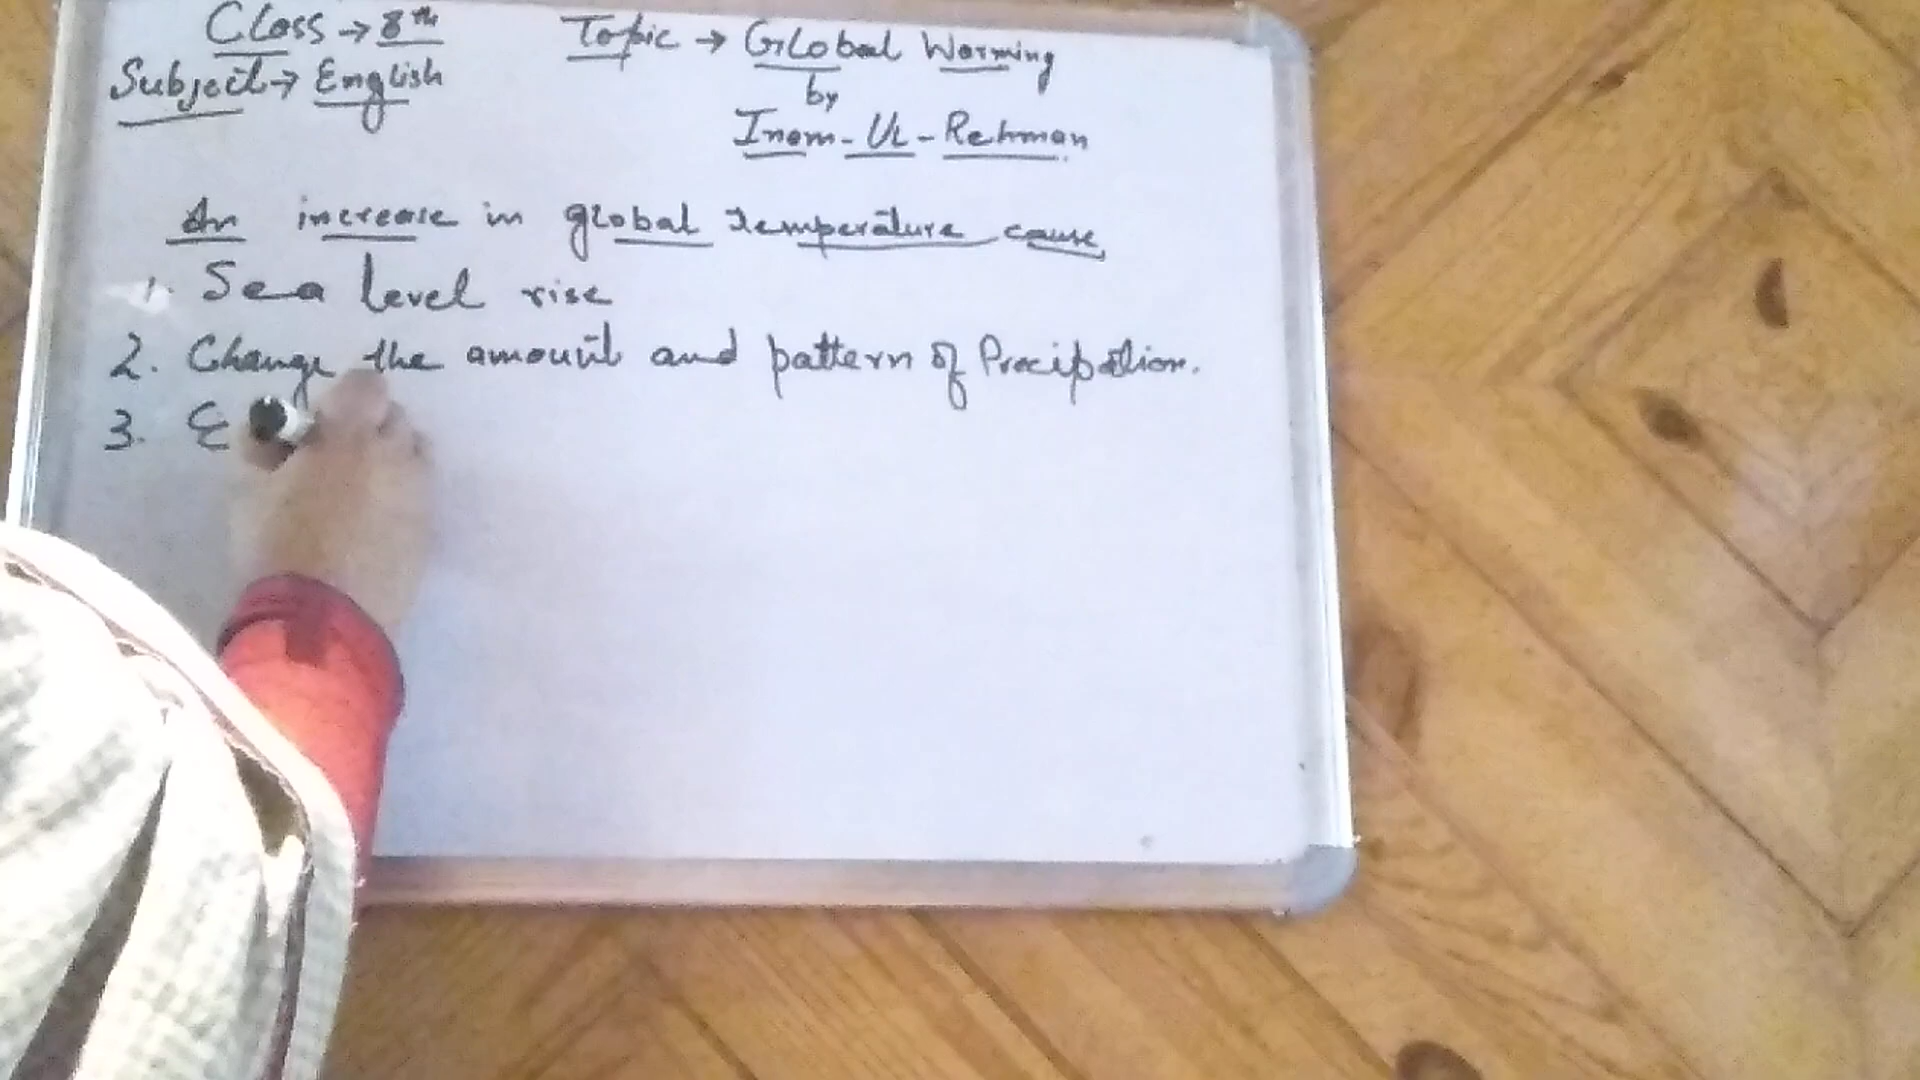 Class → 8th Topic → Global Warming
Subject → English by
Inam-Ul-Rehman
An increase in global temperature cause,
1. Sea level rise
2. Change the amount and pattern of Precipation.
3. E